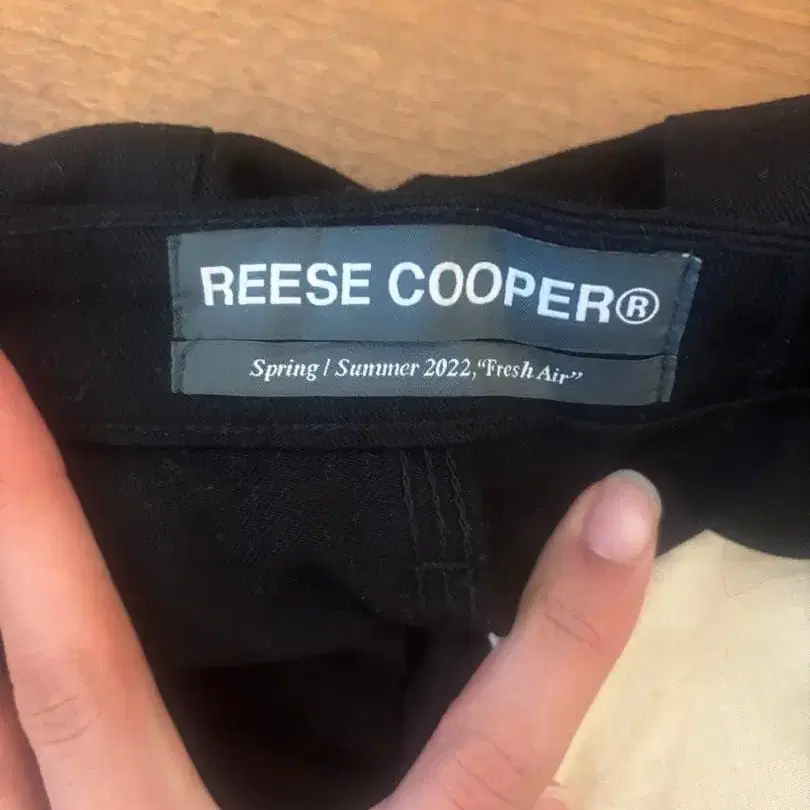 REESE COOPER®
Spring / Summer 2022, “Fresh Air”